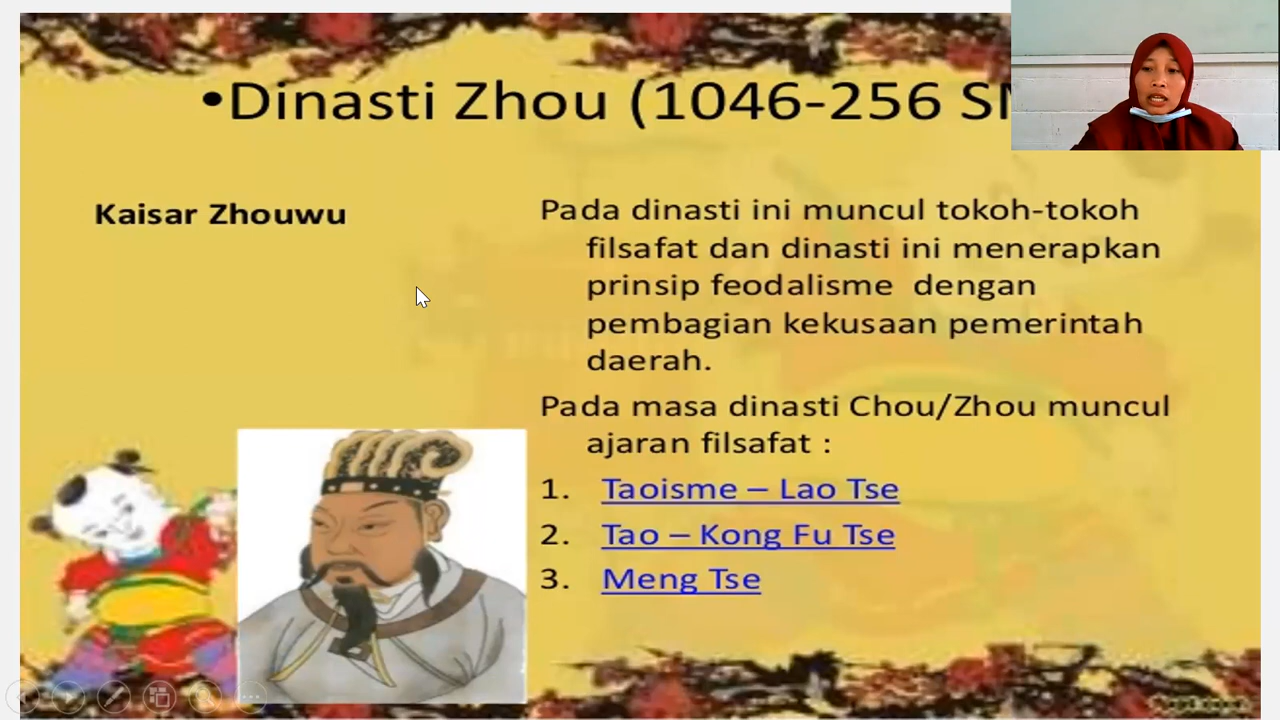 •Dinasti Zhou (1046-256 S
Kaisar Zhouwu
Pada dinasti ini muncul tokoh-tokoh
filsafat dan dinasti ini menerapkan
prinsip feodalisme dengan
pembagian kekusaan pemerintah
daerah.
Pada masa dinasti Chou/Zhou muncul
ajaran filsafat :
1. Taoisme – Lao Tse
2. Tao – Kong Fu Tse
3. Meng Tse